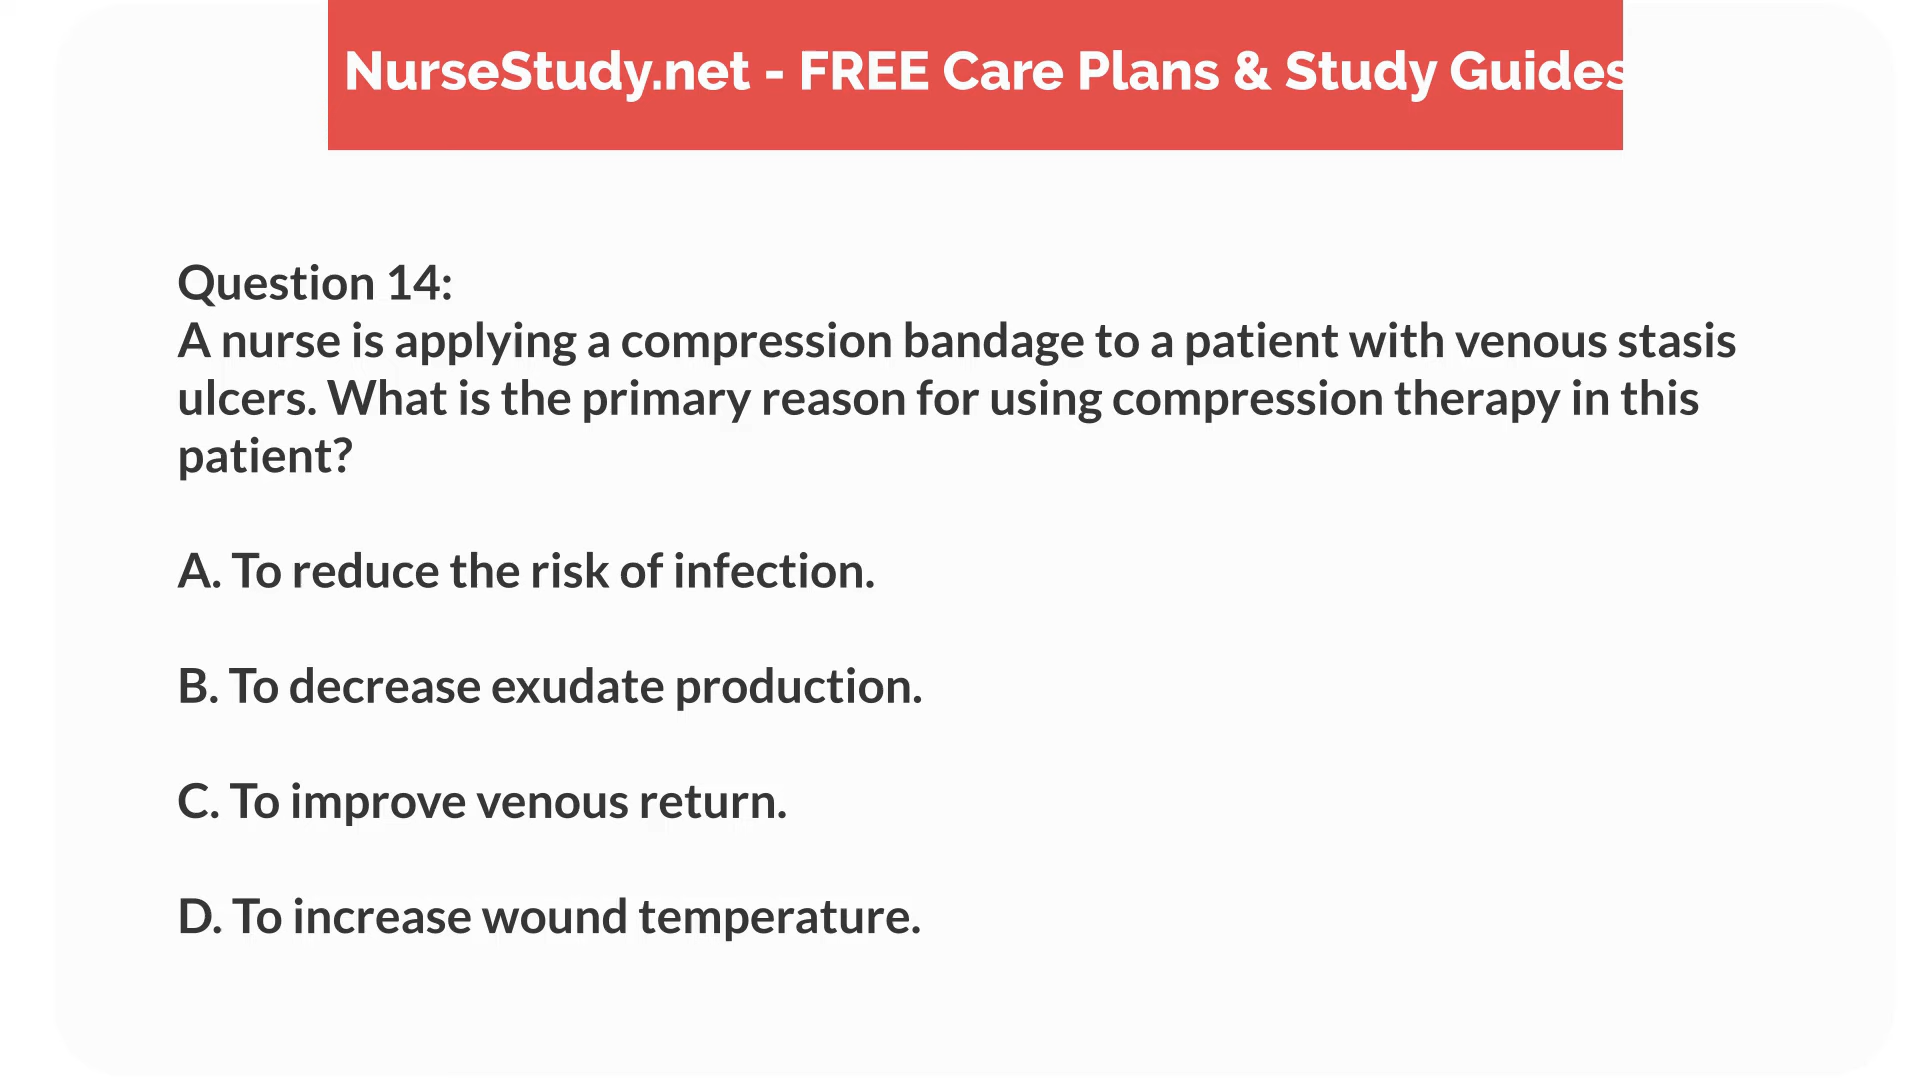 NurseStudy.net - FREE Care Plans & Study Guides
Question 14:
A nurse is applying a compression bandage to a patient with venous stasis
ulcers. What is the primary reason for using compression therapy in this
patient?
A. To reduce the risk of infection.
B. To decrease exudate production.
C. To improve venous return.
D. To increase wound temperature.